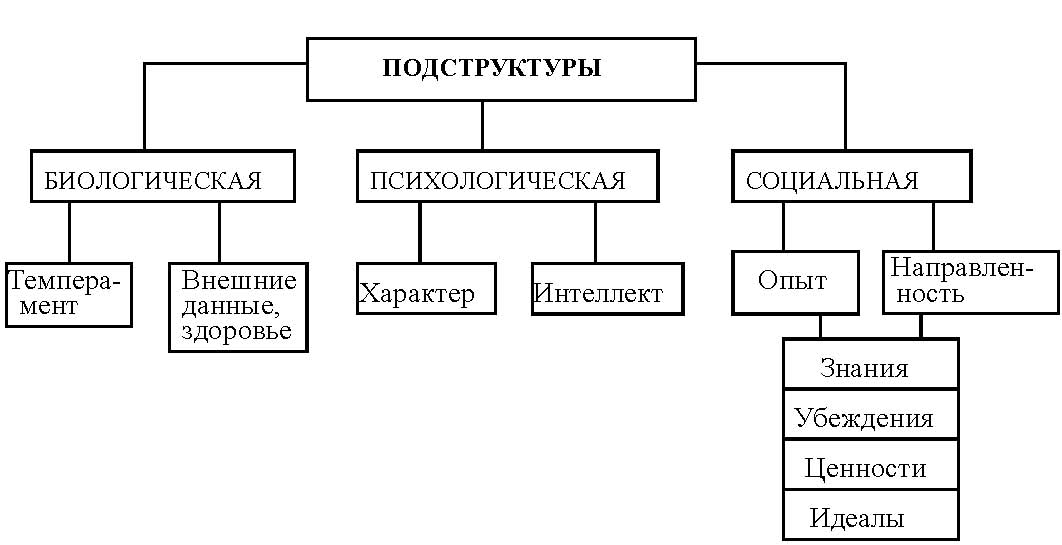 ПОДСТРУКТУРЫ
БИОЛОГИЧЕСКАЯ
ПСИХОЛОГИЧЕСКАЯ
СОЦИАЛЬНАЯ
Темпера-
мент
Внешние
данные,
здоровье
Характер
Интеллект
Опыт
Направлен-
ность
Знания
Убеждения
Ценности
Идеалы